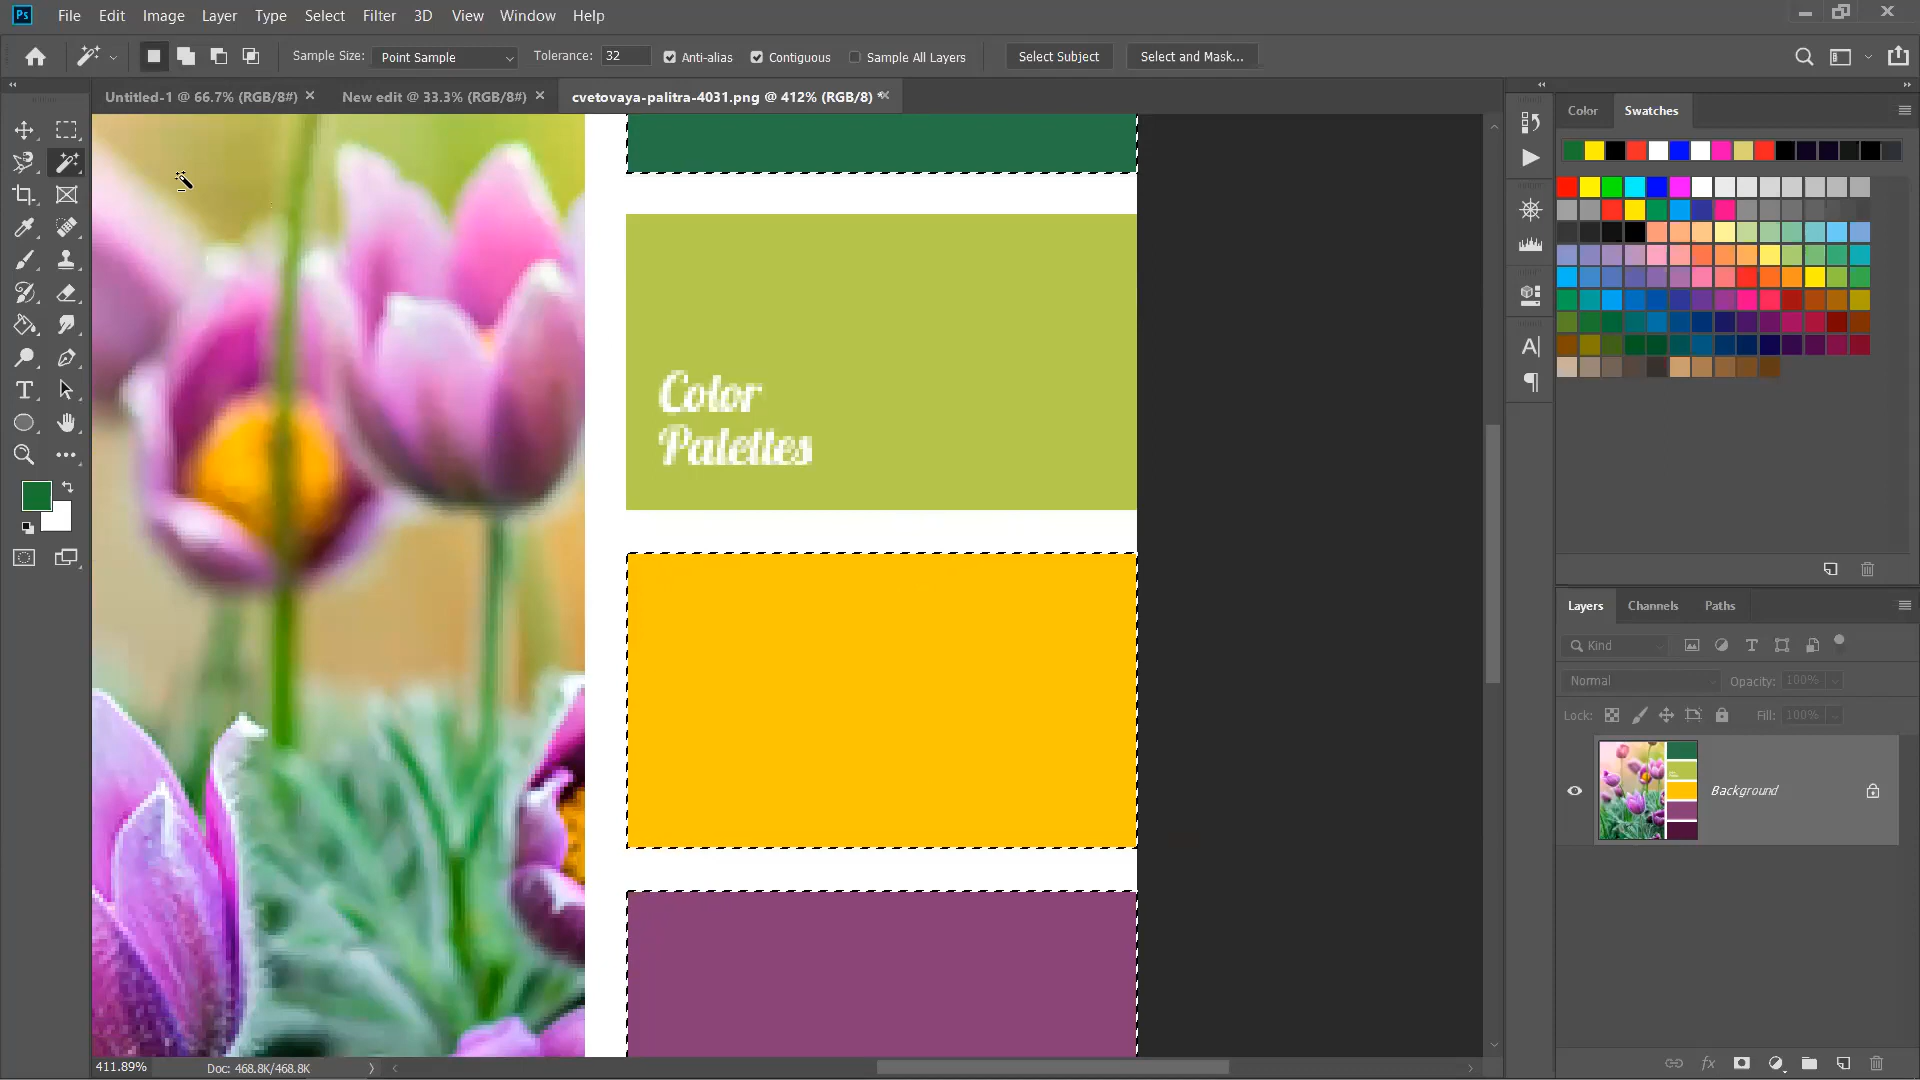 Ps File Edit Image Layer Type Select Filter 3D View Window Help
Sample Size: Point Sample Tolerance: 32 Anti-alias Contiguous Sample All Layers Select Subject Select and Mask...
Untitled-1 @ 66.7% (RGB/8#) New edit @ 33.3% (RGB/8#) cvetovaya-palitra-4031.png @ 412% (RGB/8) *
Color Swatches
Color
Palettes
Layers Channels Paths
Kind
Normal Opacity: 100%
Lock: Fill: 100%
Background
411.89% Doc: 468.8K/468.8K